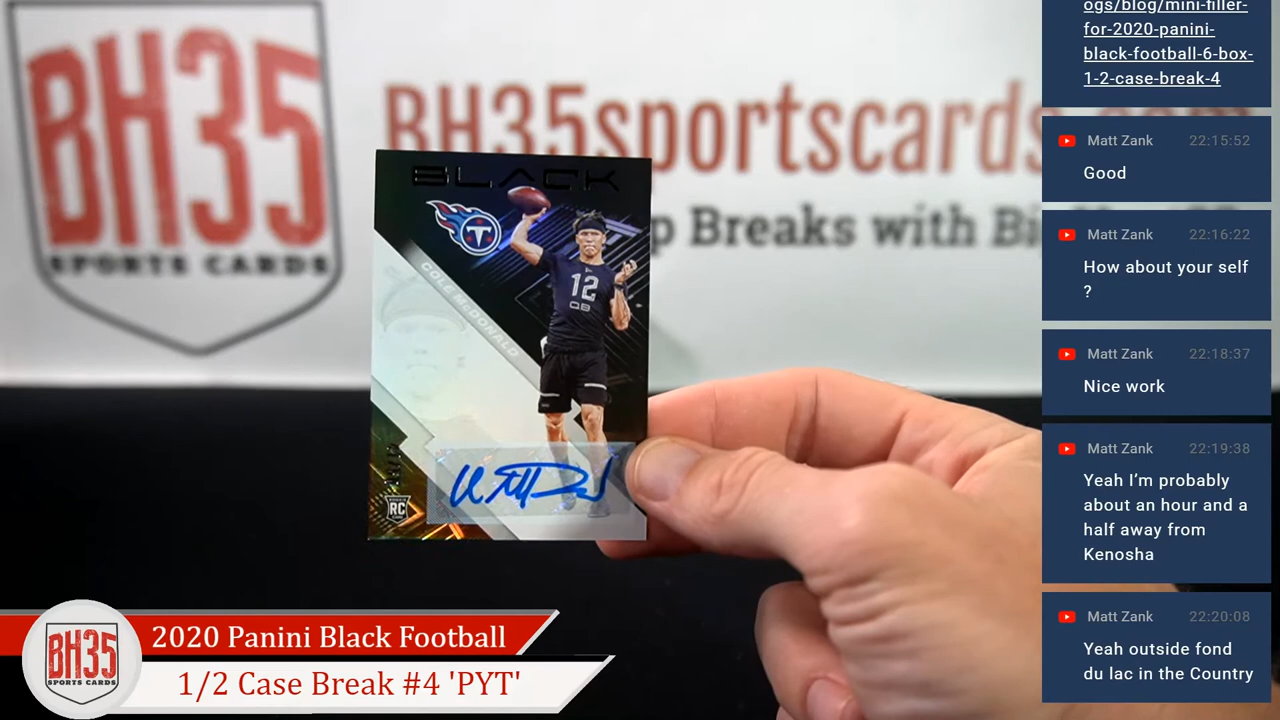 BH35
SPORTS CARDS
BH35sportscards.com
p Breaks with Bi
BLACK
T
COLE McDONALD
12
QB
RC
2020 Panini Black Football
1/2 Case Break #4 'PYT'
BH35
SPORTS CARDS
ogs/blog/mini-filler-
for-2020-panini-
black-football-6-box-
1-2-case-break-4
Matt Zank 22:15:52
Good
Matt Zank 22:16:22
How about your self
?
Matt Zank 22:18:37
Nice work
Matt Zank 22:19:38
Yeah I'm probably
about an hour and a
half away from
Kenosha
Matt Zank 22:20:08
Yeah outside fond
du lac in the Country